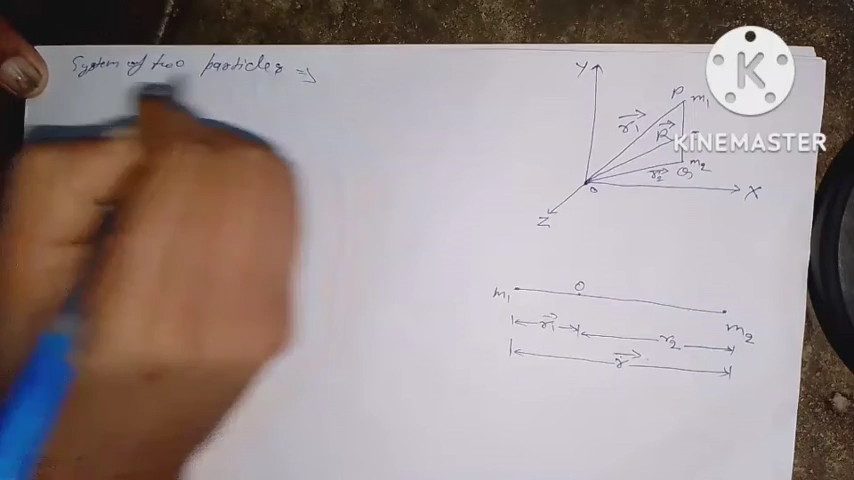 System of two particles ⇒
Y
P
m1
r1
R
m2
r2
Q
O
X
Z
K
KINEMASTER
m1
O
m2
r1
r2
r